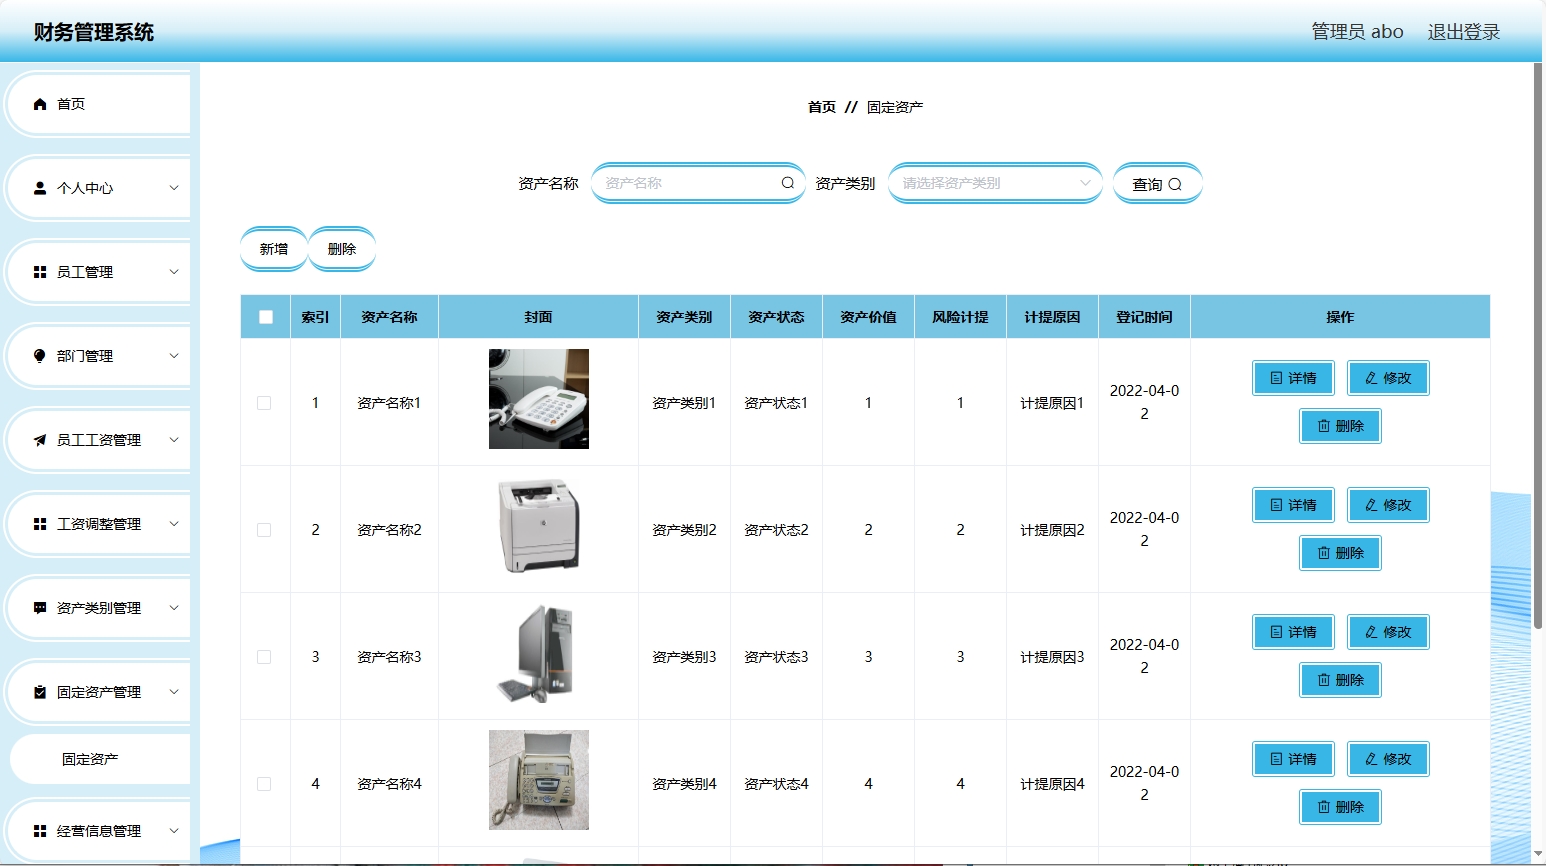 财务管理系统
管理员 abo 退出登录
首页
个人中心
员工管理
部门管理
员工工资管理
工资调整管理
资产类别管理
固定资产管理
固定资产
经营信息管理
首页 // 固定资产
资产名称 资产名称 资产类别 请选择资产类别 查询
新增 删除
索引 资产名称 封面 资产类别 资产状态 资产价值 风险计提 计提原因 登记时间 操作
1 资产名称1 资产类别1 资产状态1 1 1 计提原因1 2022-04-02 详情 修改 删除
2 资产名称2 资产类别2 资产状态2 2 2 计提原因2 2022-04-02 详情 修改 删除
3 资产名称3 资产类别3 资产状态3 3 3 计提原因3 2022-04-02 详情 修改 删除
4 资产名称4 资产类别4 资产状态4 4 4 计提原因4 2022-04-02 详情 修改 删除